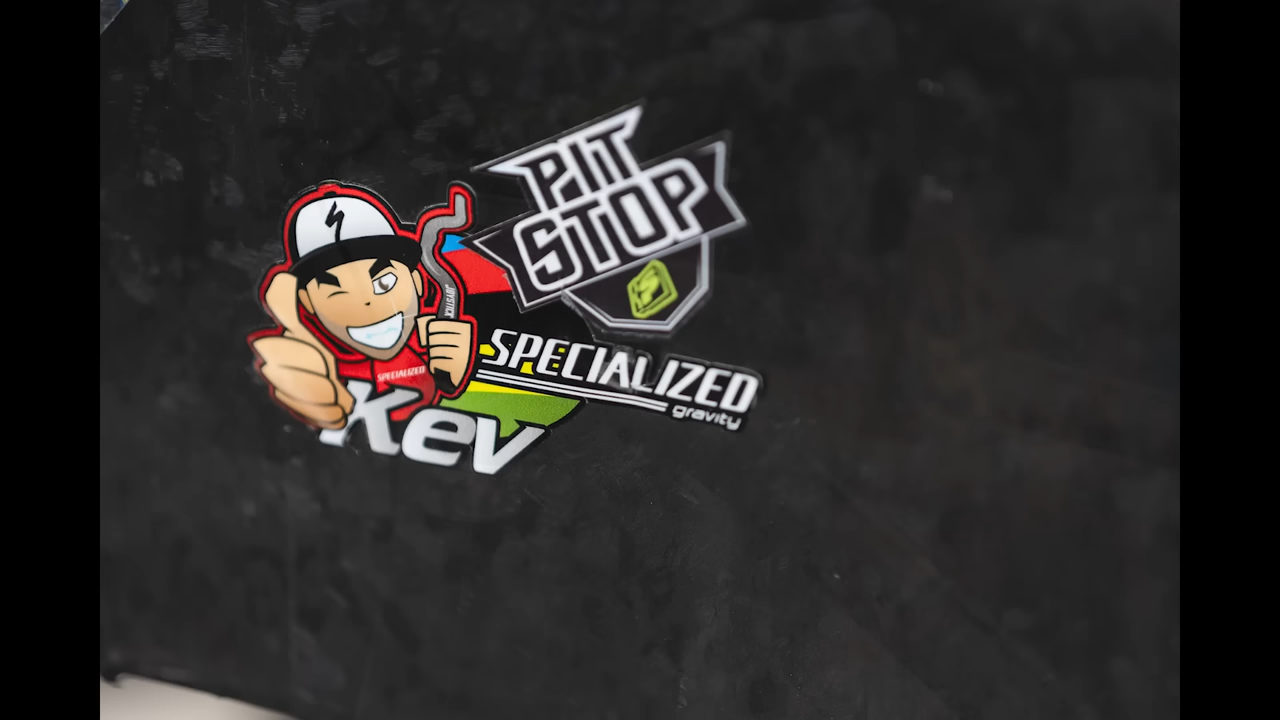 PIT
STOP
SPECIALIZED
gravity
SPECIALIZED
Kev